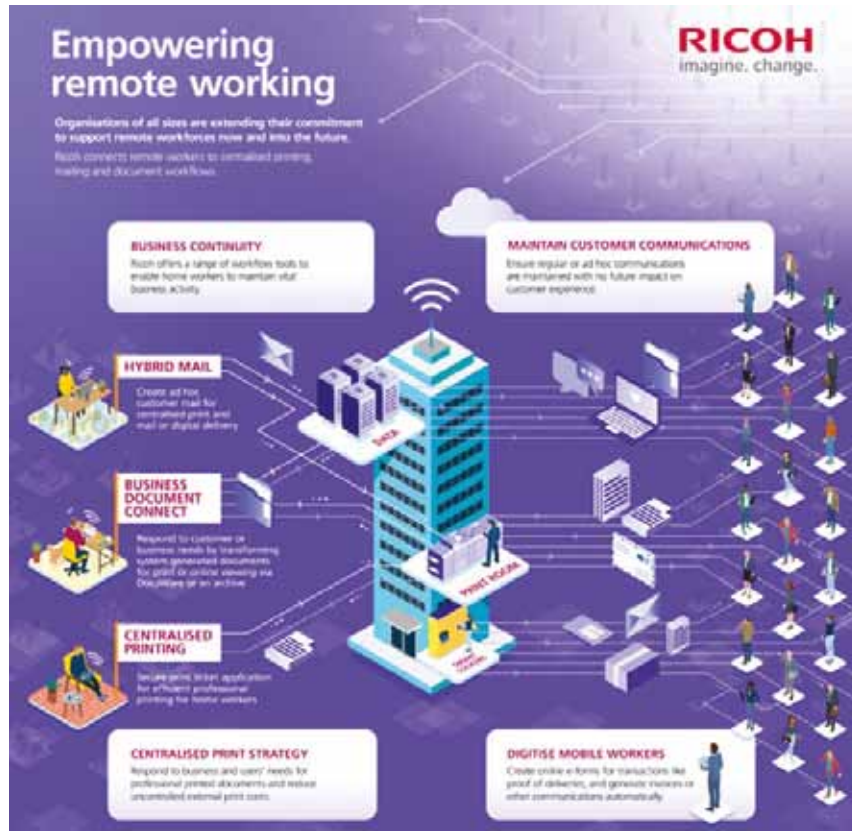 Empowering
remote working
RICOH
imagine. change.
Organisations of all sizes are extending their commitment
to support remote workforces now and into the future.
Ricoh connects remote workers to centralised printing,
mailing and document workflows.
BUSINESS CONTINUITY
Ricoh offers a range of workflow tools to
enable home workers to maintain vital
business activity.
MAINTAIN CUSTOMER COMMUNICATIONS
Ensure regular or ad hoc communications
are maintained with no future impact on
customer experience.
HYBRID MAIL
Create ad hoc
customer mail for
centralised print and
mail or digital delivery
DATA
BUSINESS
DOCUMENT
CONNECT
Respond to customer or
business needs by transforming
system generated documents
for print or online viewing via
DocuWare or an archive
PRINT ROOM
CENTRALISED
PRINTING
Secure print ticket application
for efficient professional
printing for home workers
CENTRALISED PRINT STRATEGY
Respond to business and users' needs for
professional printed documents and reduce
uncontrolled external print costs.
DIGITISE MOBILE WORKERS
Create online e-forms for transactions like
proof of deliveries, and generate invoices or
other communications automatically.